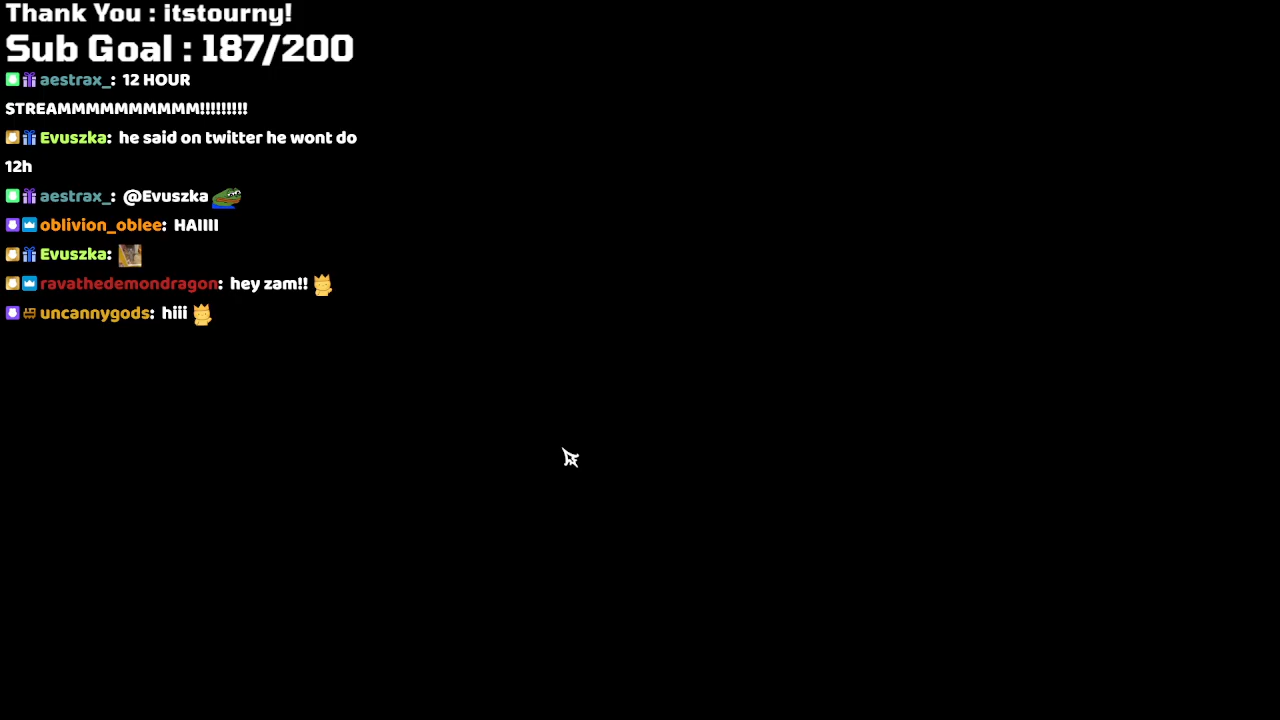 Thank You : itstourny!
Sub Goal : 187/200
aestrax_: 12 HOUR
STREAMMMMMMMMMM!!!!!!!!!
Evuszka: he said on twitter he wont do
12h
aestrax_: @Evuszka
oblivion_oblee: HAIIII
Evuszka:
ravathedemondragon: hey zam!!
uncannygods: hiii